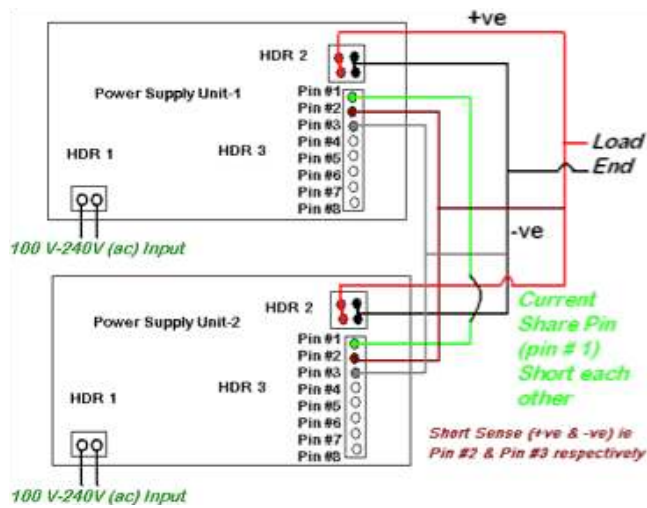 +ve
HDR 2
Power Supply Unit-1
Pin #1
Pin #2
Pin #3
Pin #4
Pin #5
Pin #6
Pin #7
Pin #8
HDR 1
HDR 3
Load
End
100 V-240V (ac) Input
-ve
HDR 2
Power Supply Unit-2
Pin #1
Pin #2
Pin #3
Pin #4
Pin #5
Pin #6
Pin #7
Pin #8
HDR 1
HDR 3
Current
Share Pin
(pin # 1)
Short each
other
Short Sense (+ve & -ve) ie
Pin #2 & Pin #3 respectively
100 V-240V (ac) Input